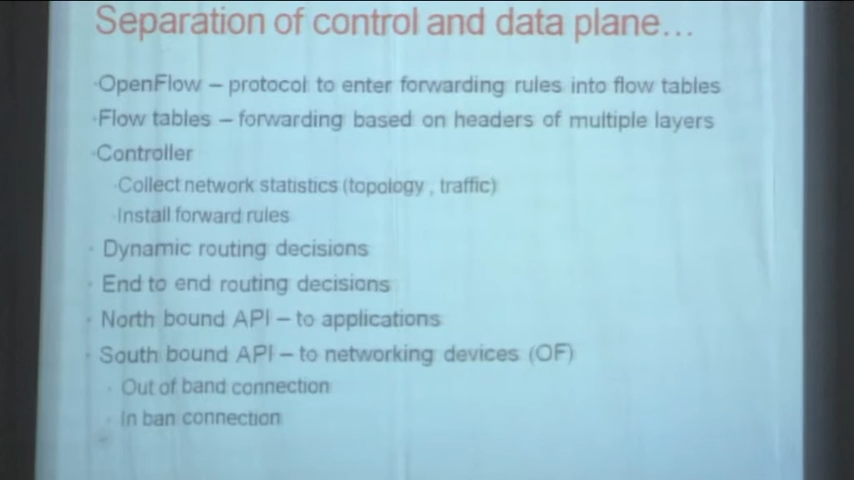 Separation of control and data plane...
·OpenFlow – protocol to enter forwarding rules into flow tables
·Flow tables – forwarding based on headers of multiple layers
·Controller
·Collect network statistics (topology , traffic)
·Install forward rules
· Dynamic routing decisions
· End to end routing decisions
· North bound API – to applications
· South bound API – to networking devices (OF)
· Out of band connection
· In ban connection